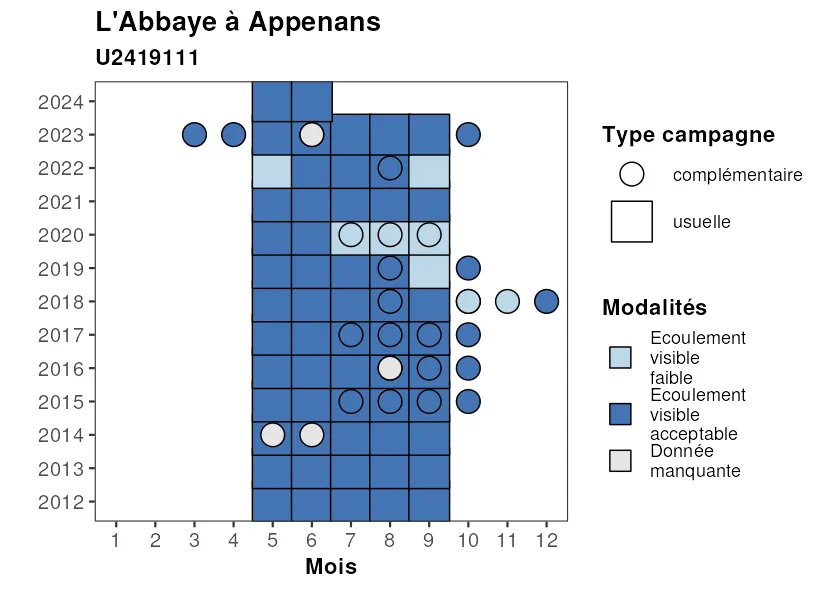 L'Abbaye à Appenans
U2419111
2024
2023
2022
2021
2020
2019
2018
2017
2016
2015
2014
2013
2012
1 2 3 4 5 6 7 8 9 10 11 12
Mois
Type campagne
complémentaire
usuelle
Modalités
Ecoulement
visible
faible
Ecoulement
visible
acceptable
Donnée
manquante